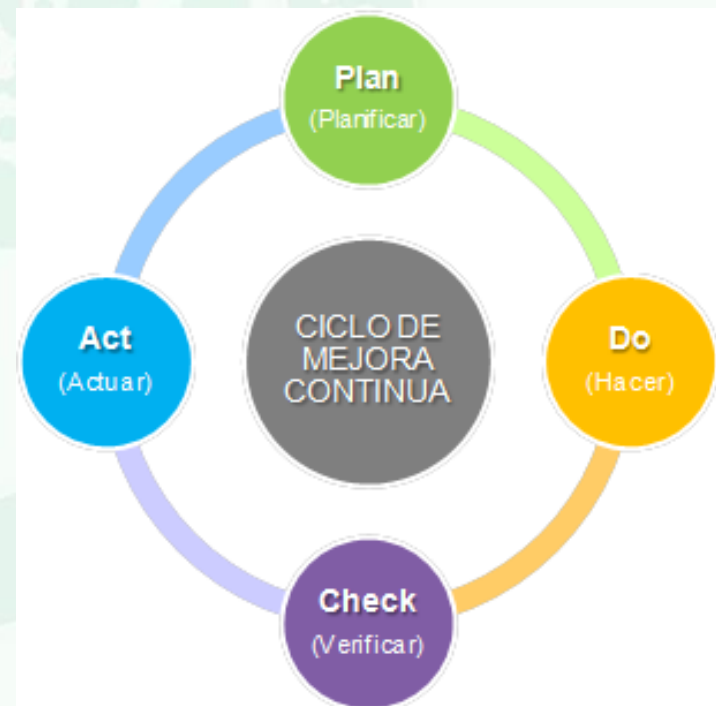 Plan
(Planificar)
Act
(Actuar)
CICLO DE
MEJORA
CONTINUA
Do
(Hacer)
Check
(Verificar)